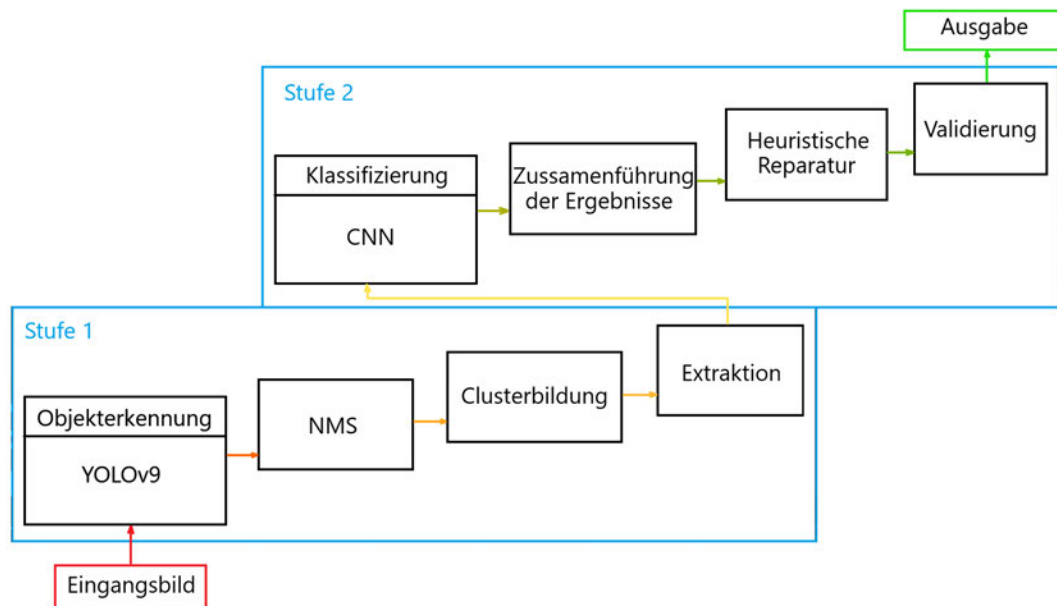 Ausgabe
Stufe 2
Klassifizierung
CNN
Zussamenführung
der Ergebnisse
Heuristische
Reparatur
Validierung
Stufe 1
Objekterkennung
YOLOv9
NMS
Clusterbildung
Extraktion
Eingangsbild